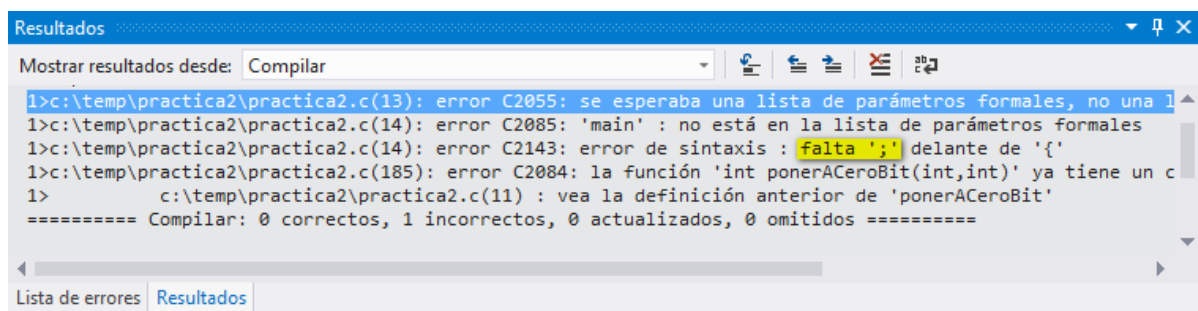 Resultados
Mostrar resultados desde: Compilar
1>c:\temp\practica2\practica2.c(13): error C2055: se esperaba una lista de parámetros formales, no una l
1>c:\temp\practica2\practica2.c(14): error C2085: 'main' : no está en la lista de parámetros formales
1>c:\temp\practica2\practica2.c(14): error C2143: error de sintaxis : falta ';' delante de '{'
1>c:\temp\practica2\practica2.c(185): error C2084: la función 'int ponerACeroBit(int,int)' ya tiene un c
1>          c:\temp\practica2\practica2.c(11) : vea la definición anterior de 'ponerACeroBit'
========== Compilar: 0 correctos, 1 incorrectos, 0 actualizados, 0 omitidos ==========
Lista de errores Resultados